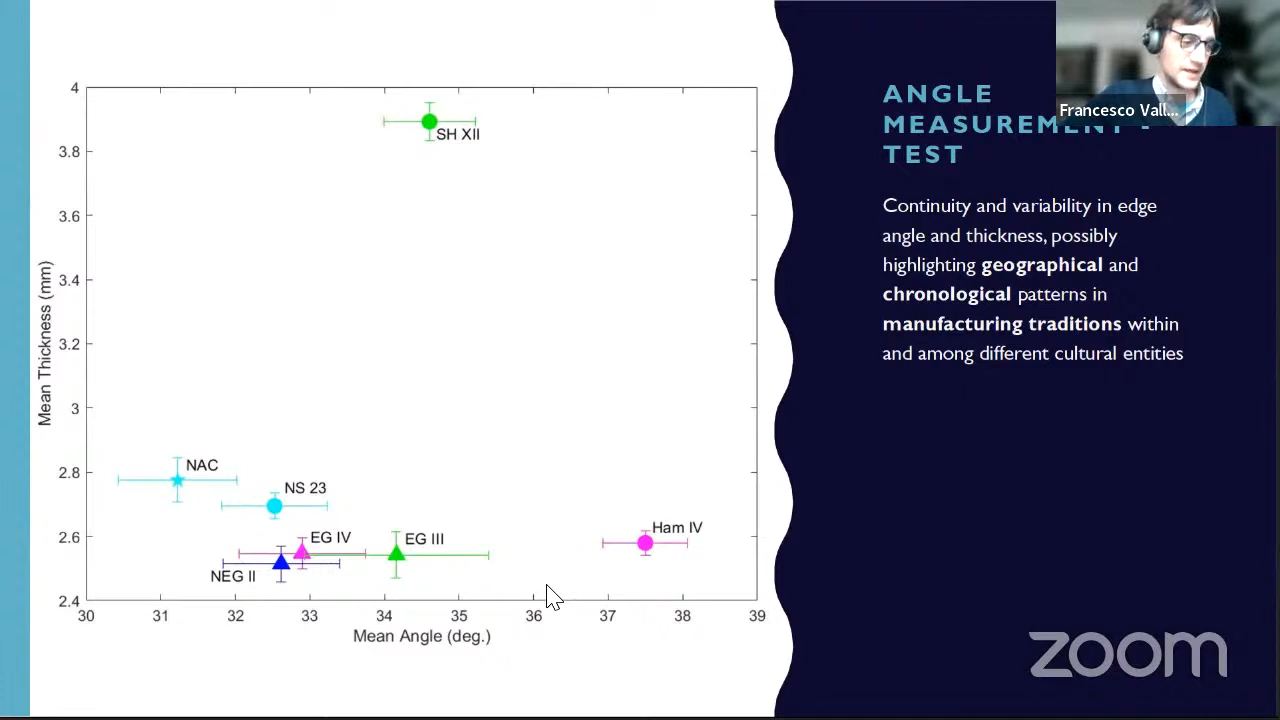 4
3.8
3.6
3.4
3.2
3
2.8
2.6
2.4
Mean Thickness (mm)
SH XII
NAC
NS 23
EG IV
EG III
NEG II
Ham IV
30 31 32 33 34 35 36 37 38 39
Mean Angle (deg.)
ANGLE
MEASUREMENT -
TEST
Francesco Vall...
Continuity and variability in edge
angle and thickness, possibly
highlighting geographical and
chronological patterns in
manufacturing traditions within
and among different cultural entities
zoom